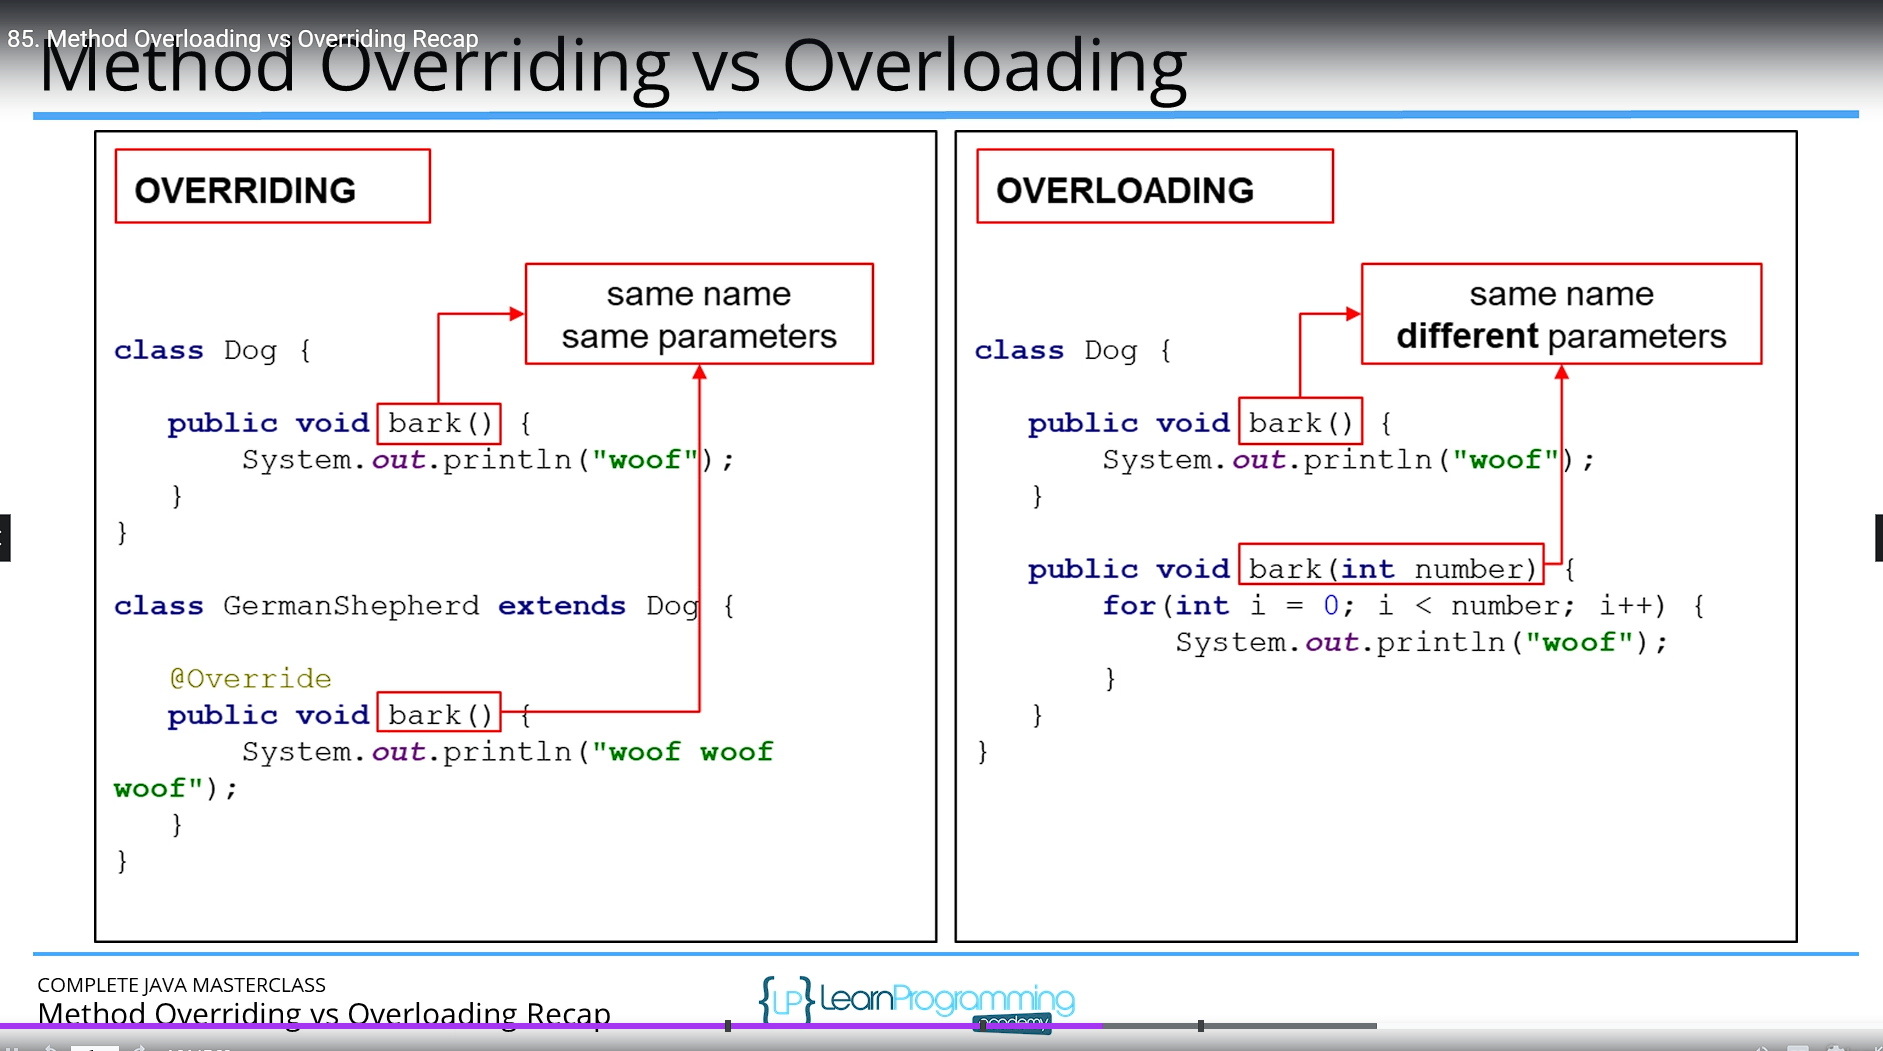 85. Method Overloading vs Overriding Recap
Method Overriding vs Overloading
OVERRIDING
same name
same parameters
class Dog {
public void bark() {
System.out.println("woof");
}
}
class GermanShepherd extends Dog {
@Override
public void bark() {
System.out.println("woof woof
woof");
}
}
OVERLOADING
same name
different parameters
class Dog {
public void bark() {
System.out.println("woof");
}
public void bark(int number) {
for(int i = 0; i < number; i++) {
System.out.println("woof");
}
}
}
COMPLETE JAVA MASTERCLASS
Method Overriding vs Overloading Recap
{LP} LearnProgramming
academy